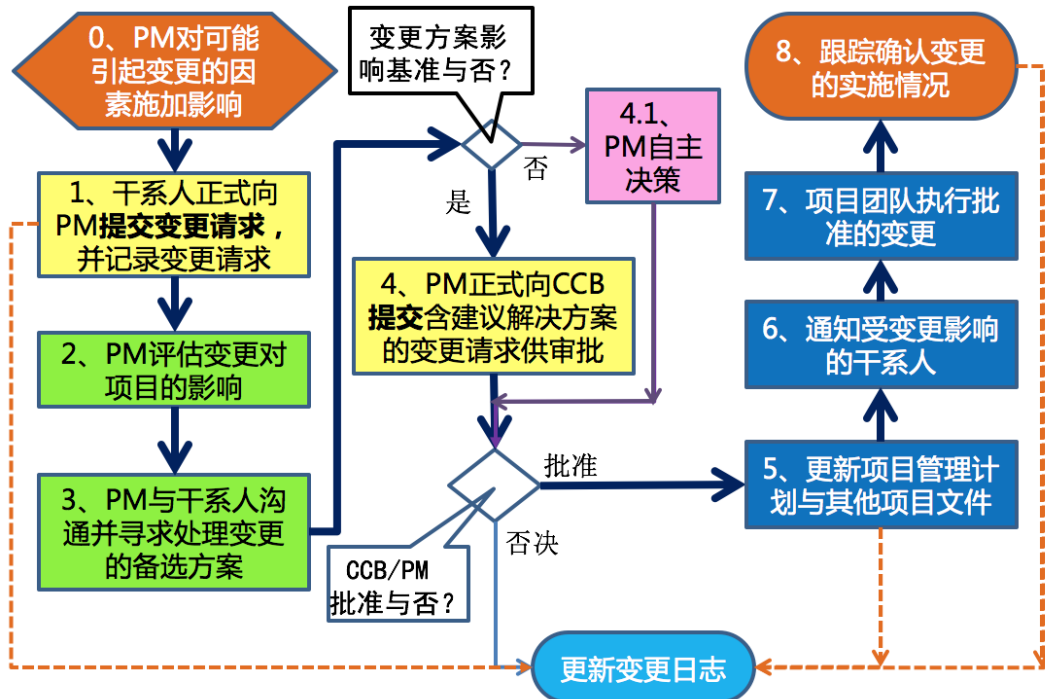 0、PM对可能
引起变更的因
素施加影响
1、干系人正式向
PM提交变更请求，
并记录变更请求
2、PM评估变更对
项目的影响
3、PM与干系人沟
通并寻求处理变更
的备选方案
变更方案影
响基准与否？
否
是
4.1、
PM自主
决策
4、PM正式向CCB
提交含建议解决方案
的变更请求供审批
批准
否决
CCB/PM
批准与否？
5、更新项目管理计
划与其他项目文件
6、通知受变更影响
的干系人
7、项目团队执行批
准的变更
8、跟踪确认变更
的实施情况
更新变更日志